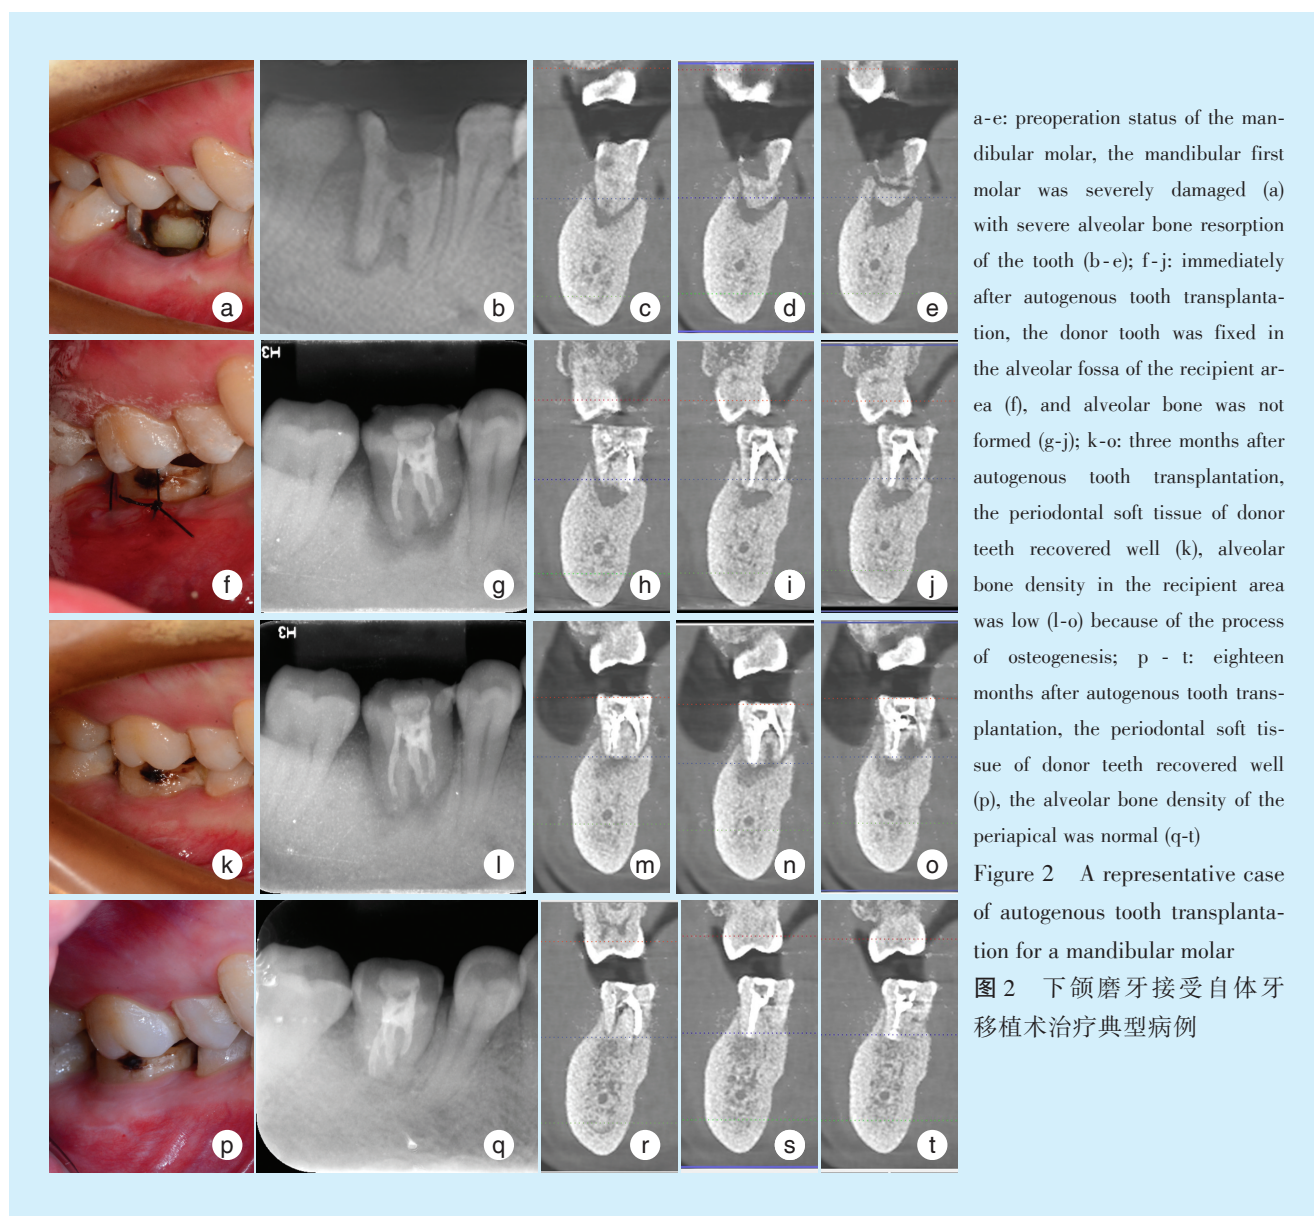 a
b
c
d
e
H3
f
g
h
i
j
H3
k
l
m
n
o
p
q
r
s
t
a-e: preoperation status of the man-
dibular molar, the mandibular first
molar was severely damaged (a)
with severe alveolar bone resorption
of the tooth (b-e); f-j: immediately
after autogenous tooth transplanta-
tion, the donor tooth was fixed in
the alveolar fossa of the recipient ar-
ea (f), and alveolar bone was not
formed (g-j); k-o: three months after
autogenous tooth transplantation,
the periodontal soft tissue of donor
teeth recovered well (k), alveolar
bone density in the recipient area
was low (l-o) because of the process
of osteogenesis; p - t: eighteen
months after autogenous tooth trans-
plantation, the periodontal soft tis-
sue of donor teeth recovered well
(p), the alveolar bone density of the
periapical was normal (q-t)
Figure 2 A representative case
of autogenous tooth transplanta-
tion for a mandibular molar
图2 下颌磨牙接受自体牙
移植术治疗典型病例